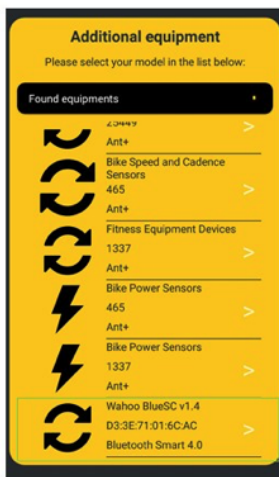 Additional equipment
Please select your model in the list below:
Found equipments
Ant+
Bike Speed and Cadence
Sensors
465
Ant+
Fitness Equipment Devices
1337
Ant+
Bike Power Sensors
465
Ant+
Bike Power Sensors
1337
Ant+
Wahoo BlueSC v1.4
D3:3E:71:01:6C:AC
Bluetooth Smart 4.0